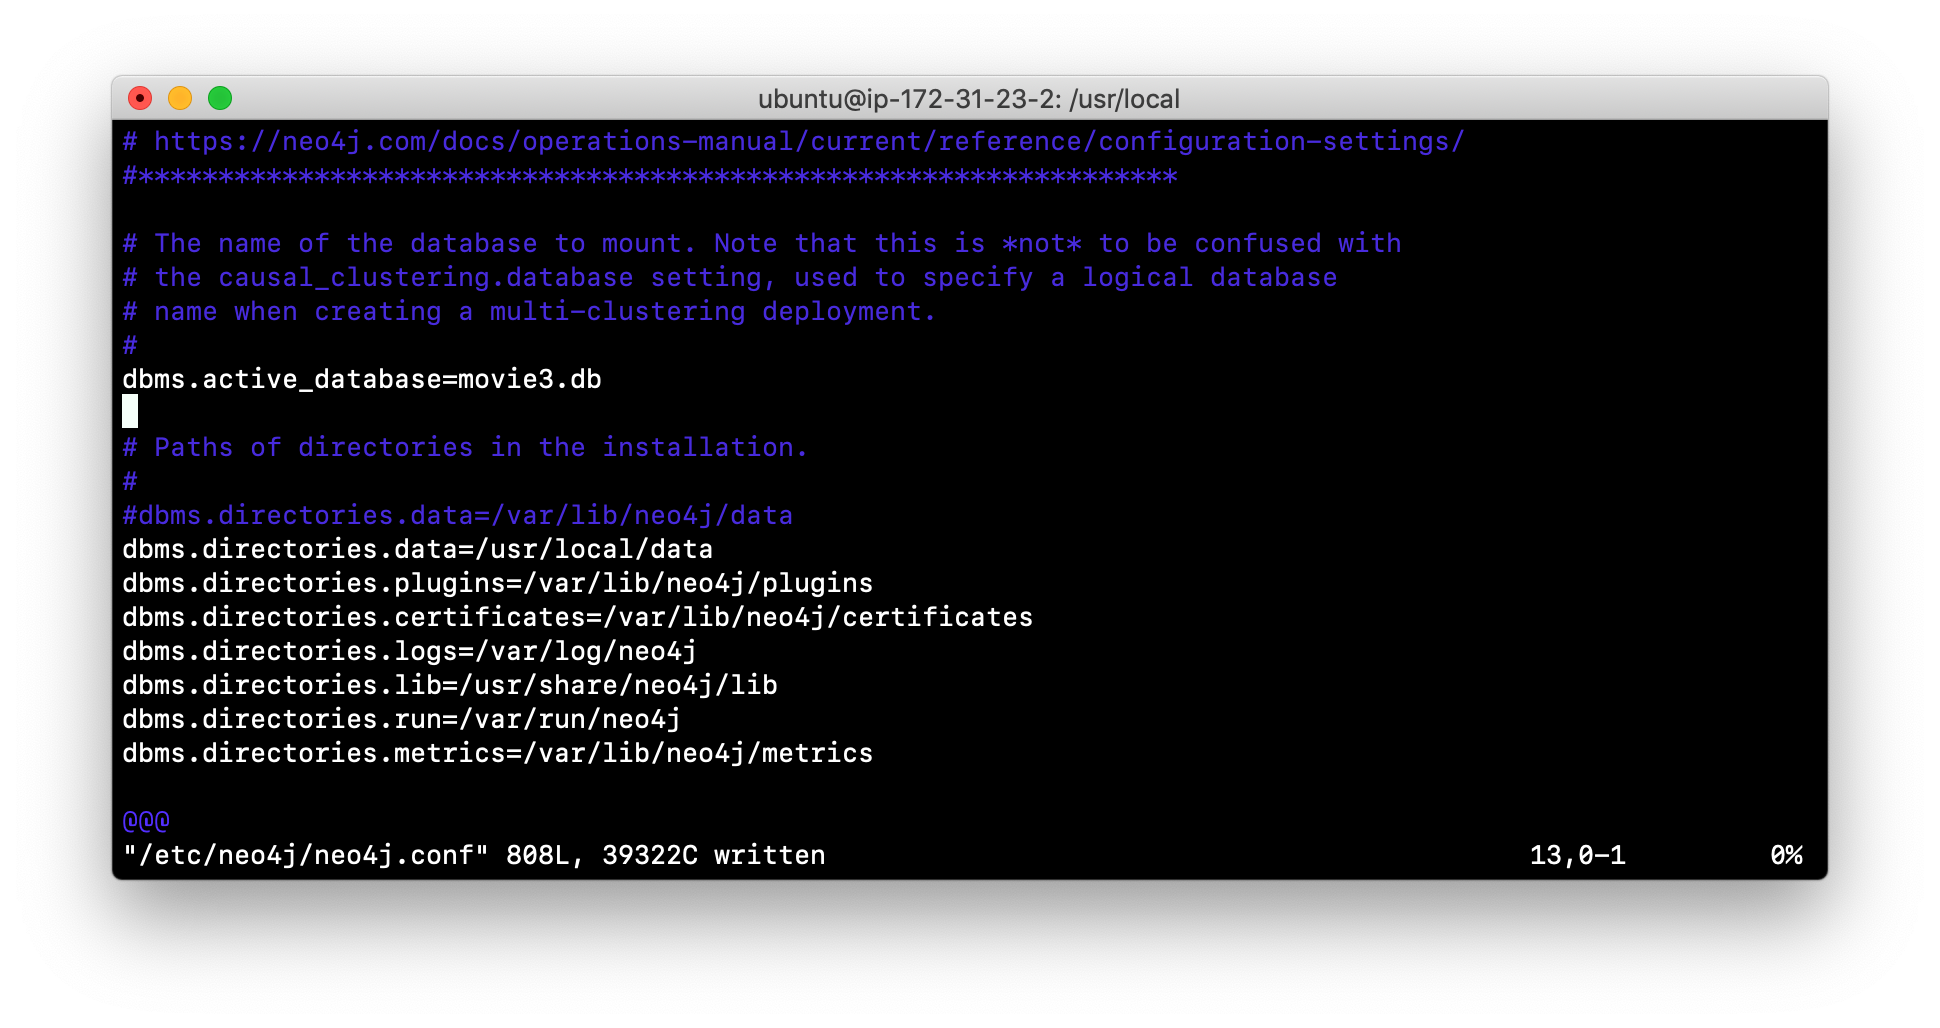 ubuntu@ip-172-31-23-2: /usr/local
# https://neo4j.com/docs/operations-manual/current/reference/configuration-settings/
#*****************************************************************
# The name of the database to mount. Note that this is *not* to be confused with
# the causal_clustering.database setting, used to specify a logical database
# name when creating a multi-clustering deployment.
#
dbms.active_database=movie3.db
# Paths of directories in the installation.
#
#dbms.directories.data=/var/lib/neo4j/data
dbms.directories.data=/usr/local/data
dbms.directories.plugins=/var/lib/neo4j/plugins
dbms.directories.certificates=/var/lib/neo4j/certificates
dbms.directories.logs=/var/log/neo4j
dbms.directories.lib=/usr/share/neo4j/lib
dbms.directories.run=/var/run/neo4j
dbms.directories.metrics=/var/lib/neo4j/metrics
@@@
"/etc/neo4j/neo4j.conf" 808L, 39322C written 13,0-1 0%